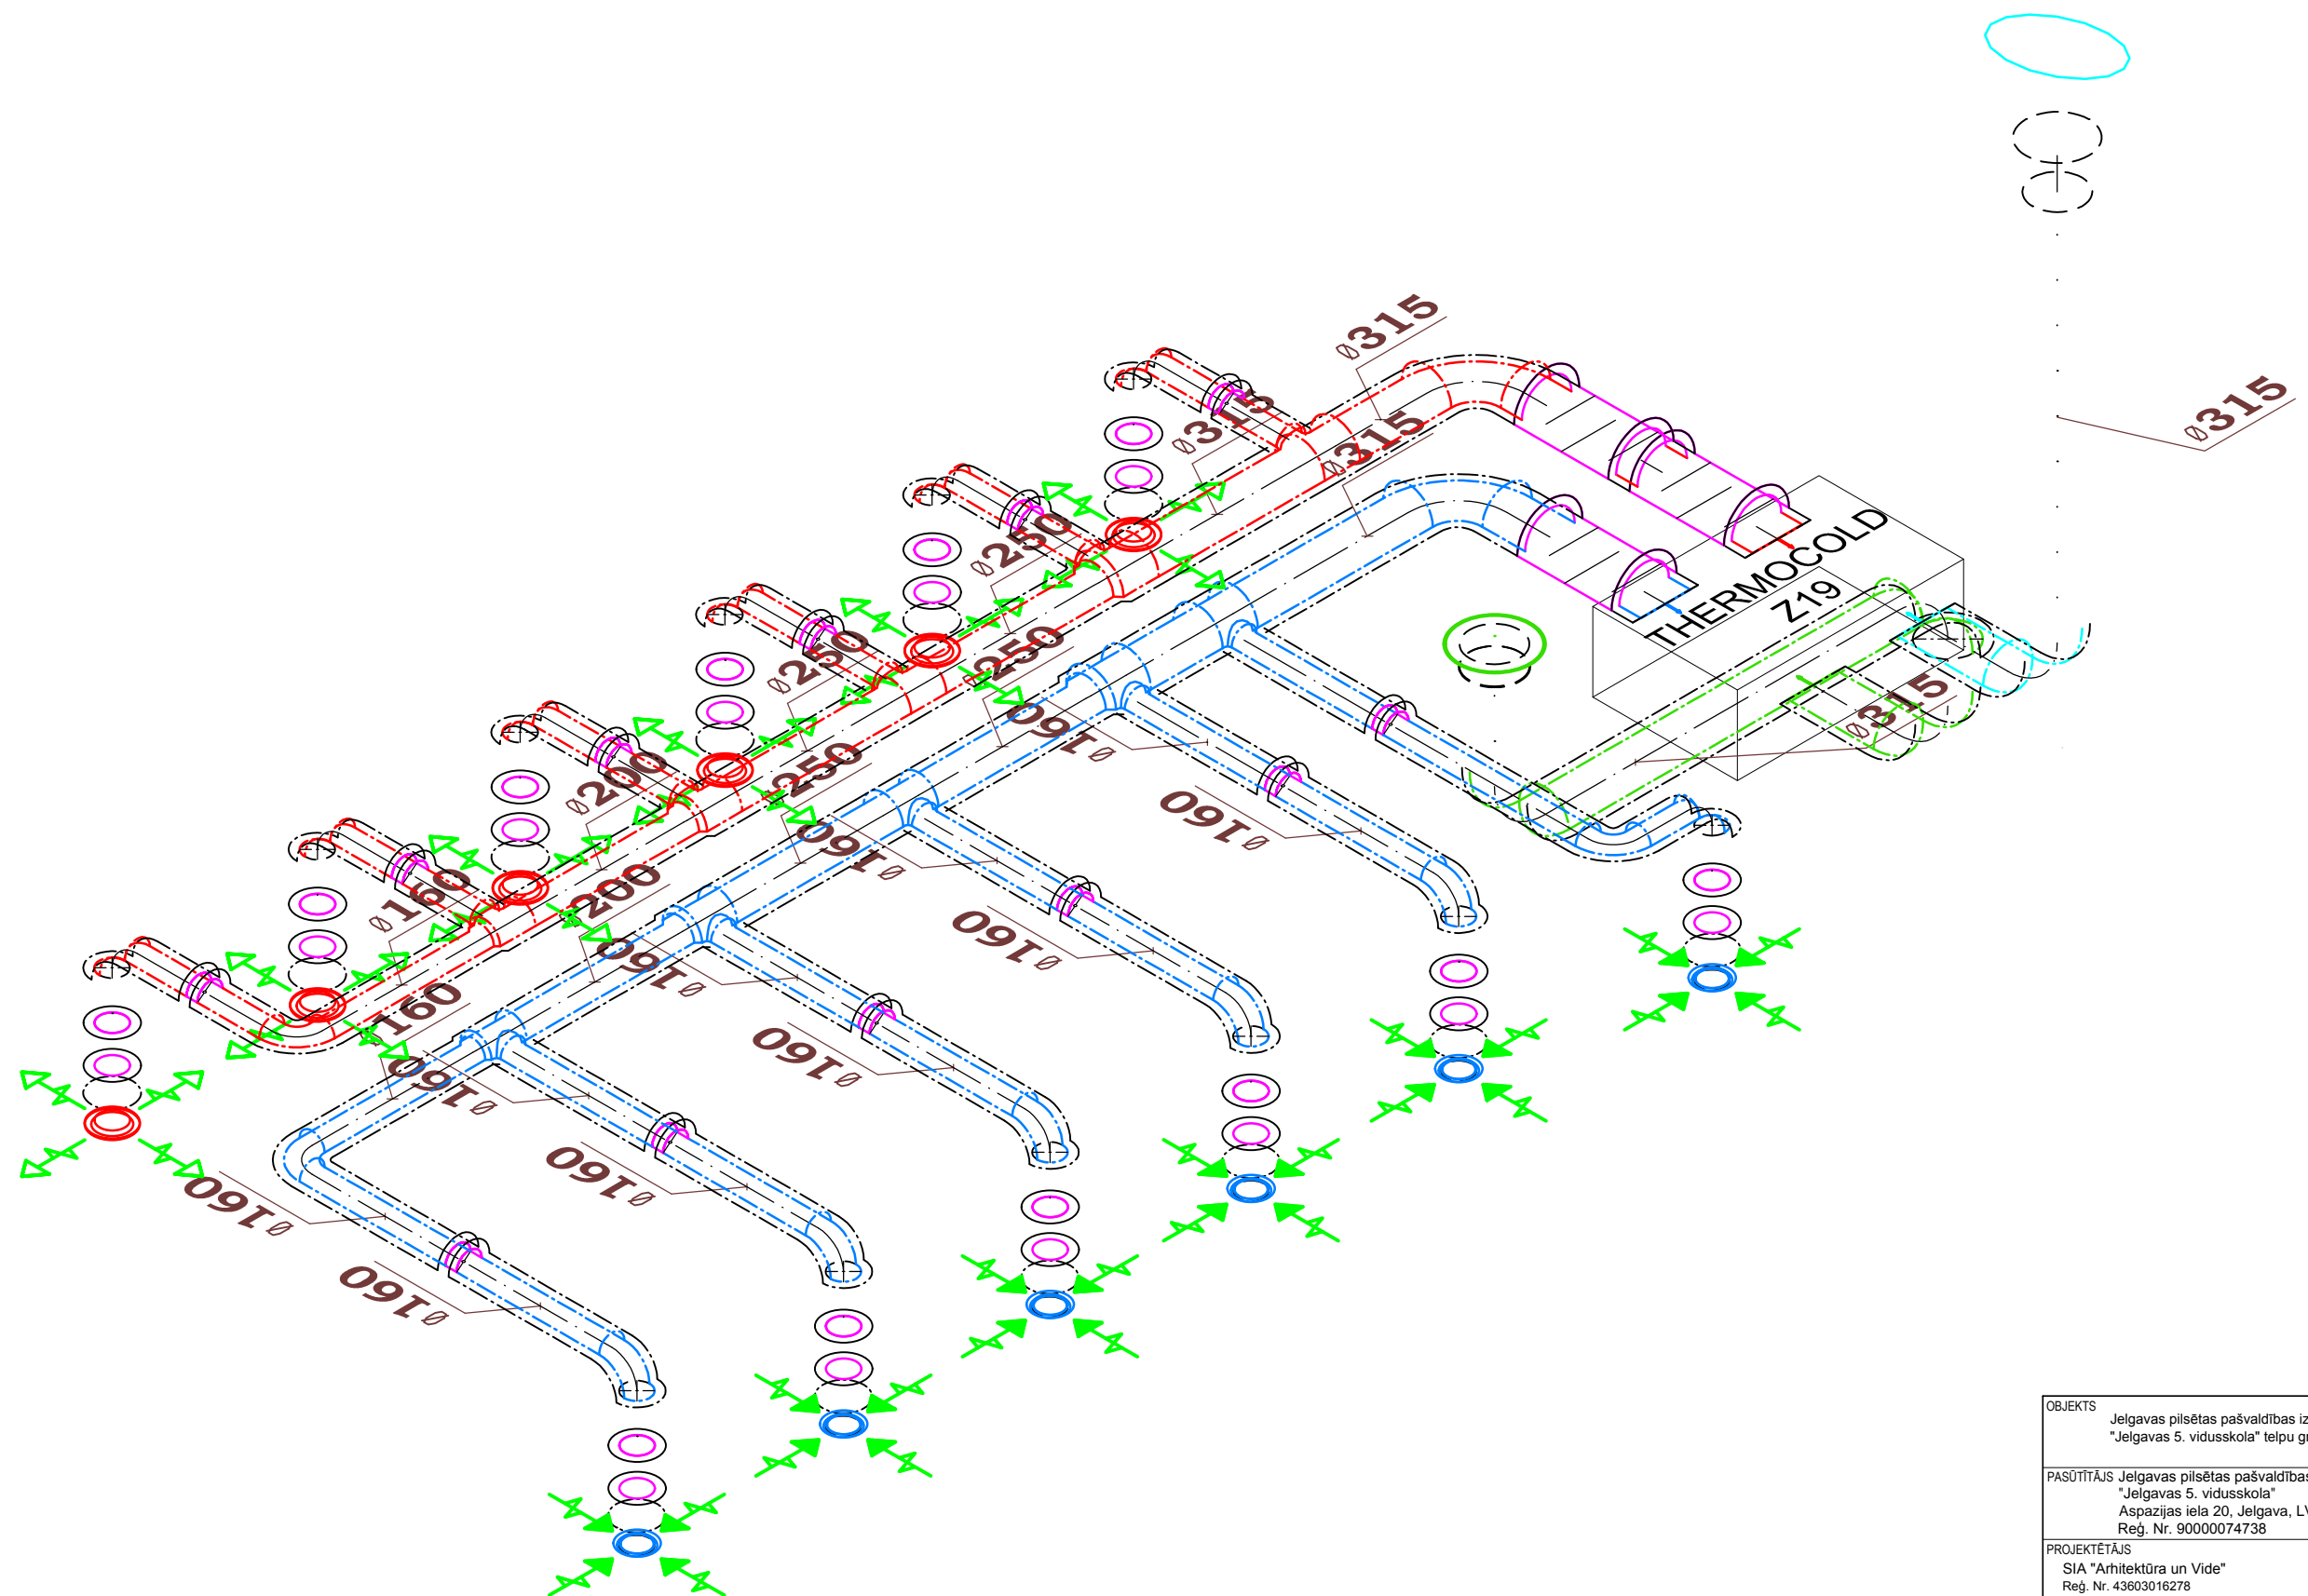 Ø315
Ø315
Ø315
Ø315
THERMOCOLD
Z19
Ø250
Ø250
Ø250
Ø315
Ø160
Ø200
Ø250
Ø160
Ø160
Ø160
Ø200
Ø160
Ø160
Ø160
Ø160
Ø160
Ø160
Ø160
Ø160
OBJEKTS
Jelgavas pilsētas pašvaldības iz
"Jelgavas 5. vidusskola" telpu g
PASŪTĪTĀJS Jelgavas pilsētas pašvaldības
"Jelgavas 5. vidusskola"
Aspazijas iela 20, Jelgava, LV
Reģ. Nr. 90000074738
PROJEKTĒTĀJS
SIA "Arhitektūra un Vide"
Reģ. Nr. 43603016278